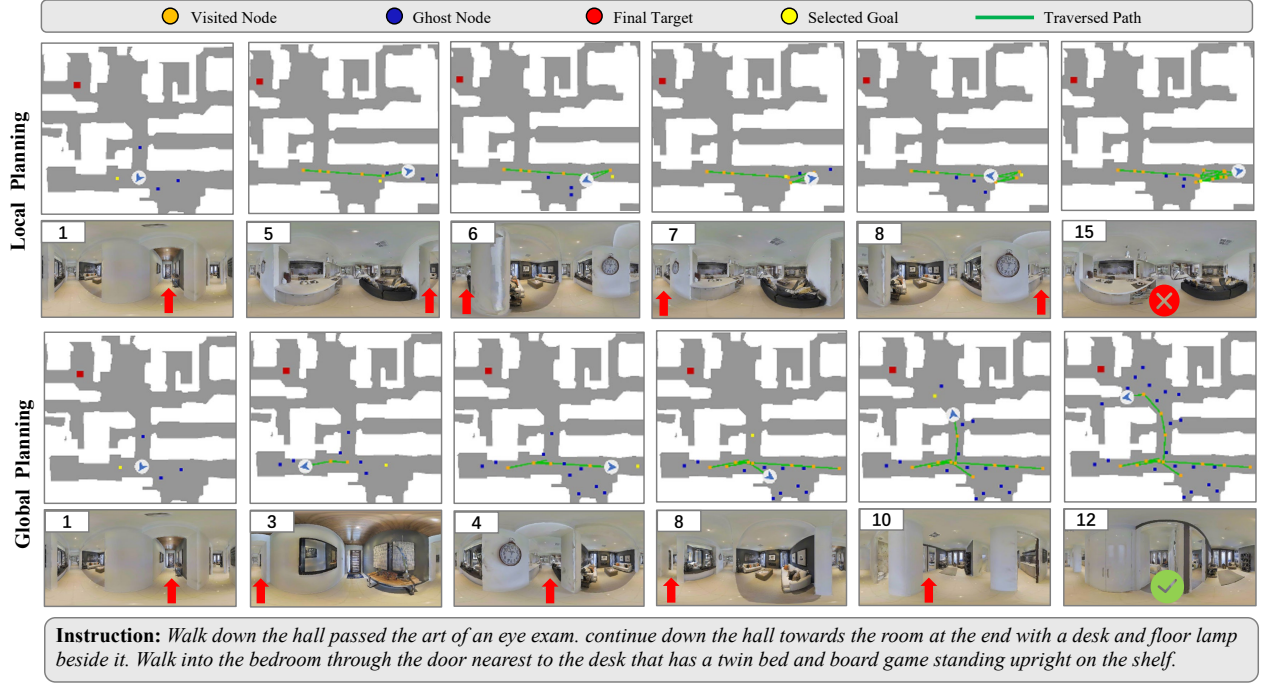 Visited Node Ghost Node Final Target Selected Goal Traversed Path
Local Planning
1 5 6 7 8 15
Global Planning
1 3 4 8 10 12
Instruction: Walk down the hall passed the art of an eye exam. continue down the hall towards the room at the end with a desk and floor lamp
beside it. Walk into the bedroom through the door nearest to the desk that has a twin bed and board game standing upright on the shelf.